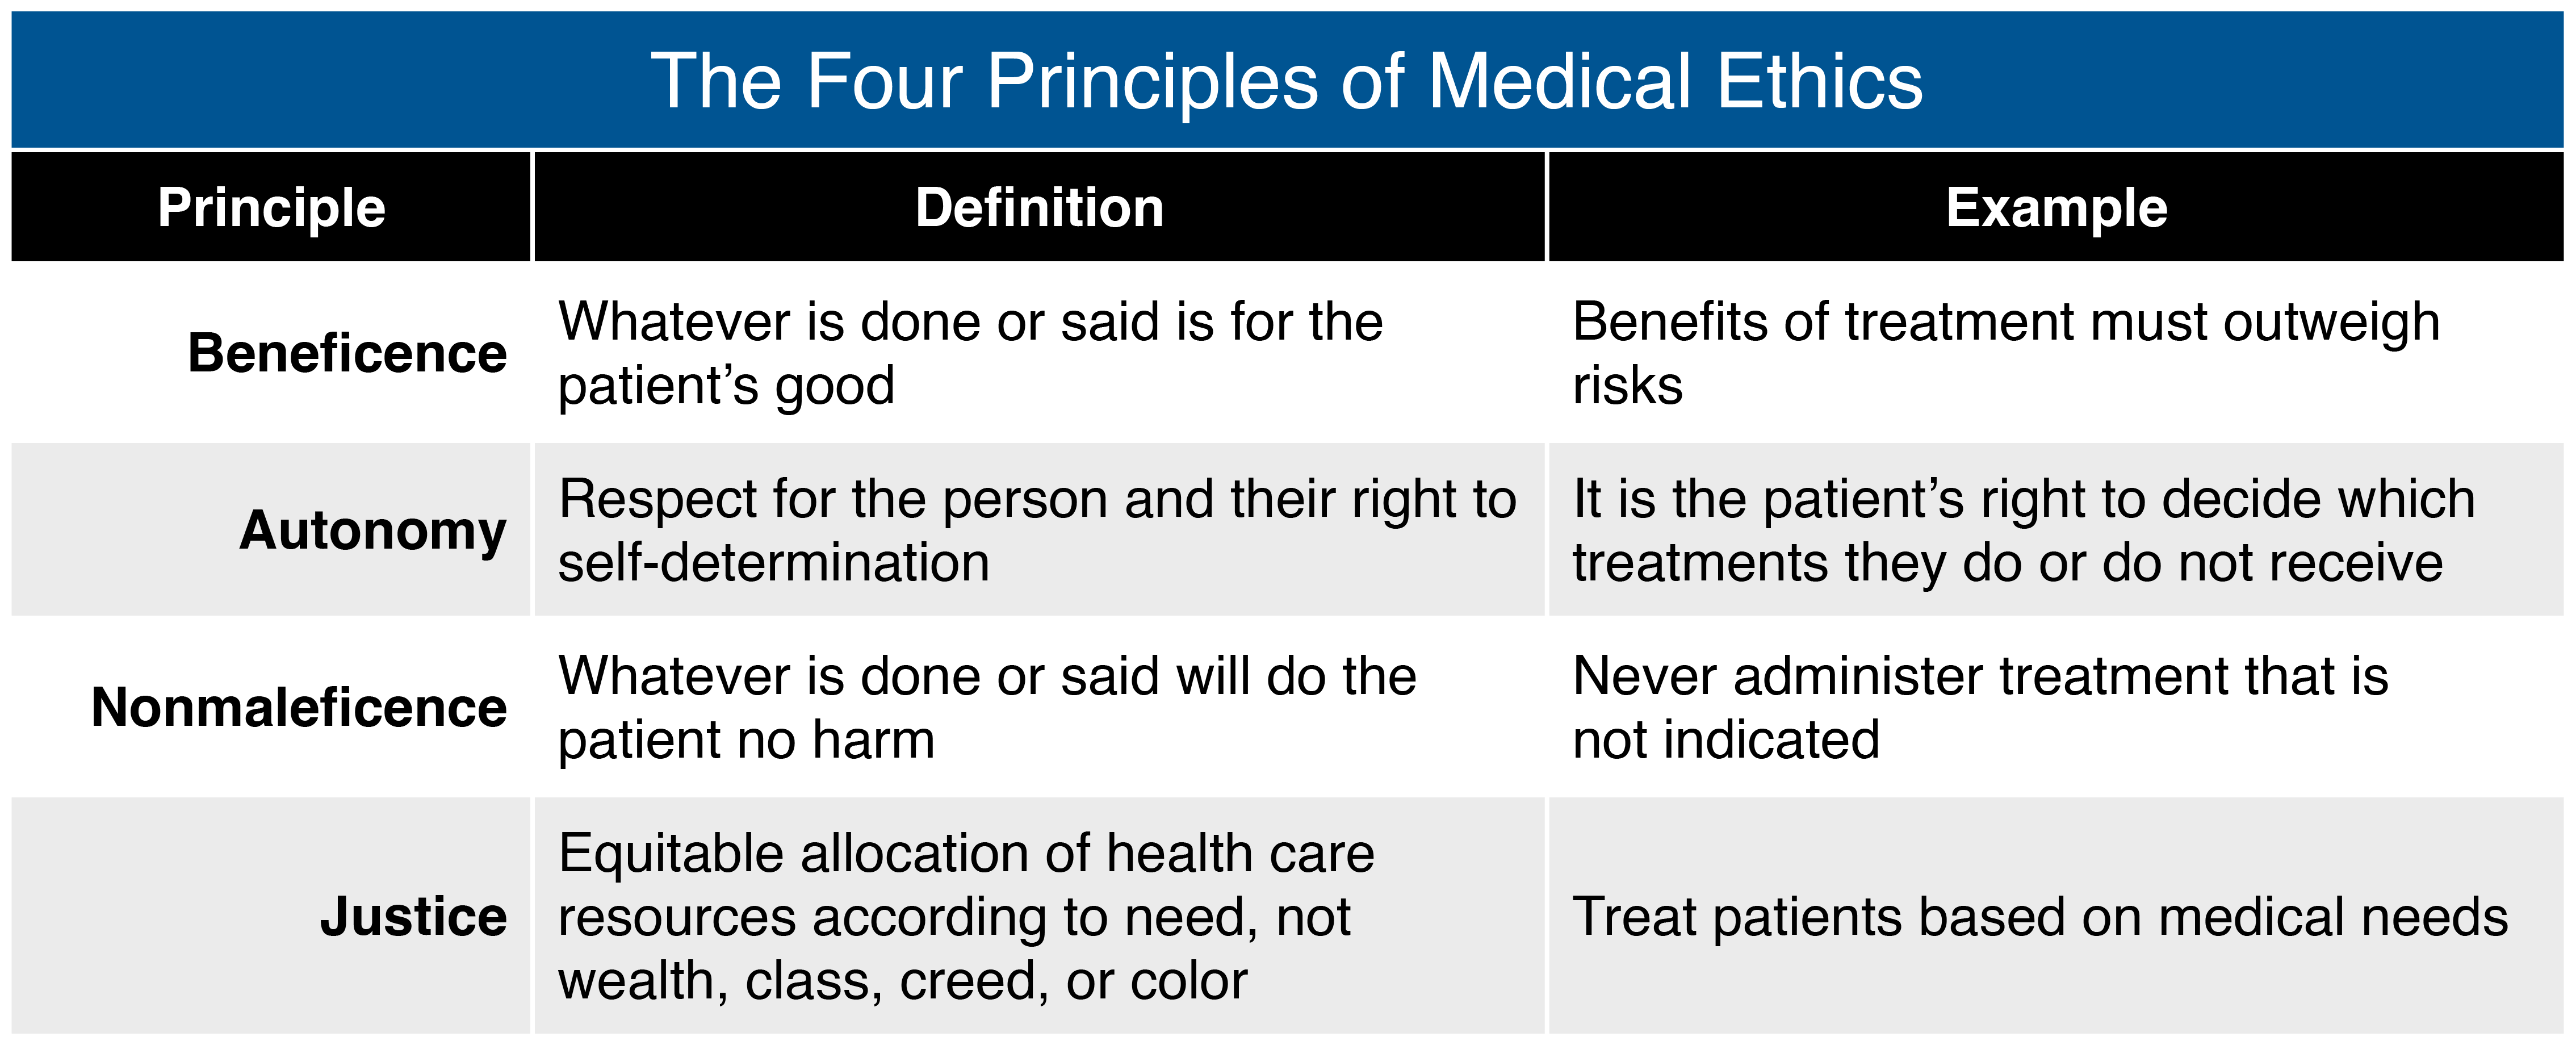 The Four Principles of Medical Ethics
Principle
Definition
Example
Beneficence
Whatever is done or said is for the
patient’s good
Benefits of treatment must outweigh
risks
Autonomy
Respect for the person and their right to
self-determination
It is the patient’s right to decide which
treatments they do or do not receive
Nonmaleficence
Whatever is done or said will do the
patient no harm
Never administer treatment that is
not indicated
Justice
Equitable allocation of health care
resources according to need, not
wealth, class, creed, or color
Treat patients based on medical needs